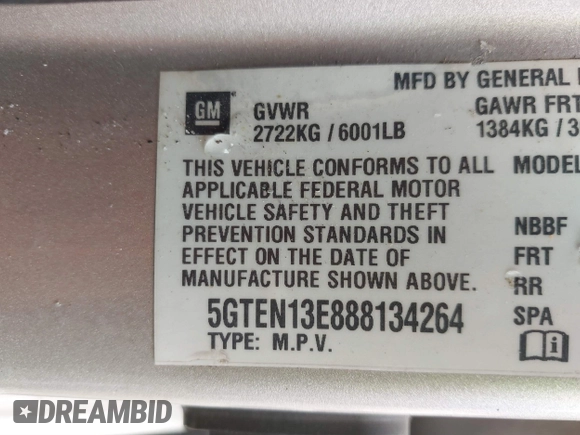 MFD BY GENERAL
GM
GVWR GAWR FRT
2722KG / 6001LB 1384KG / 3
THIS VEHICLE CONFORMS TO ALL MODEL
APPLICABLE FEDERAL MOTOR
VEHICLE SAFETY AND THEFT
PREVENTION STANDARDS IN NBBF
EFFECT ON THE DATE OF FRT
MANUFACTURE SHOWN ABOVE. RR
5GTEN13E888134264 SPA
TYPE: M.P.V.
DREAMBID